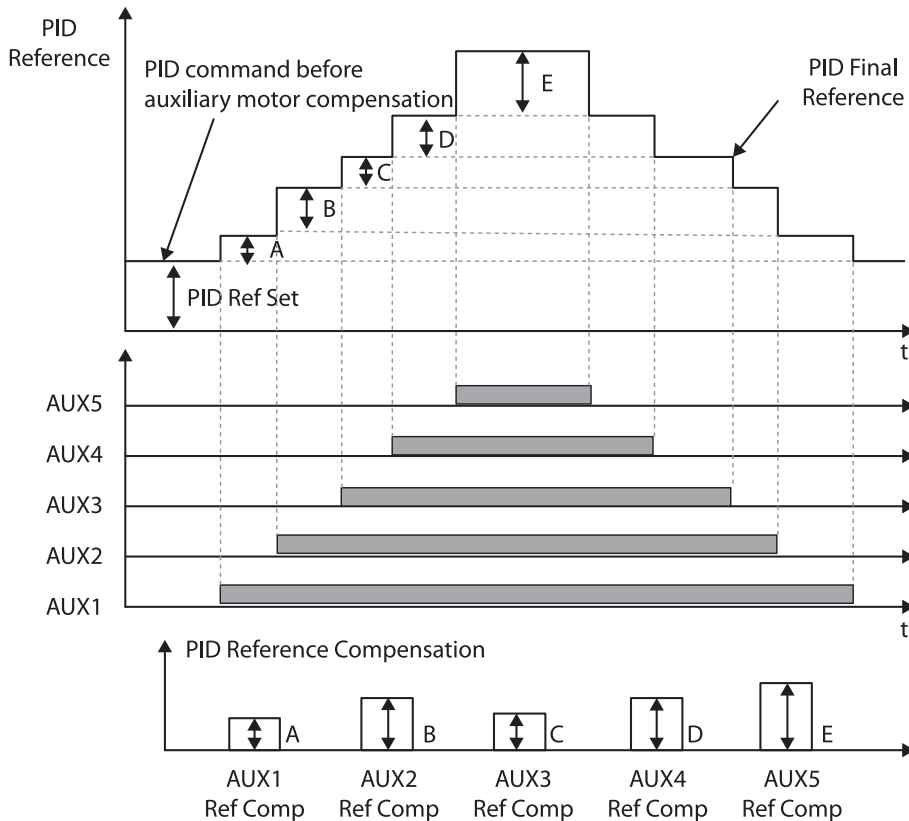 PID
Reference
PID command before
auxiliary motor compensation
E
PID Final
Reference
D
C
B
A
PID Ref Set
t
AUX5
AUX4
AUX3
AUX2
AUX1
t
PID Reference Compensation
A
B
C
D
E
AUX1
Ref Comp
AUX2
Ref Comp
AUX3
Ref Comp
AUX4
Ref Comp
AUX5
Ref Comp